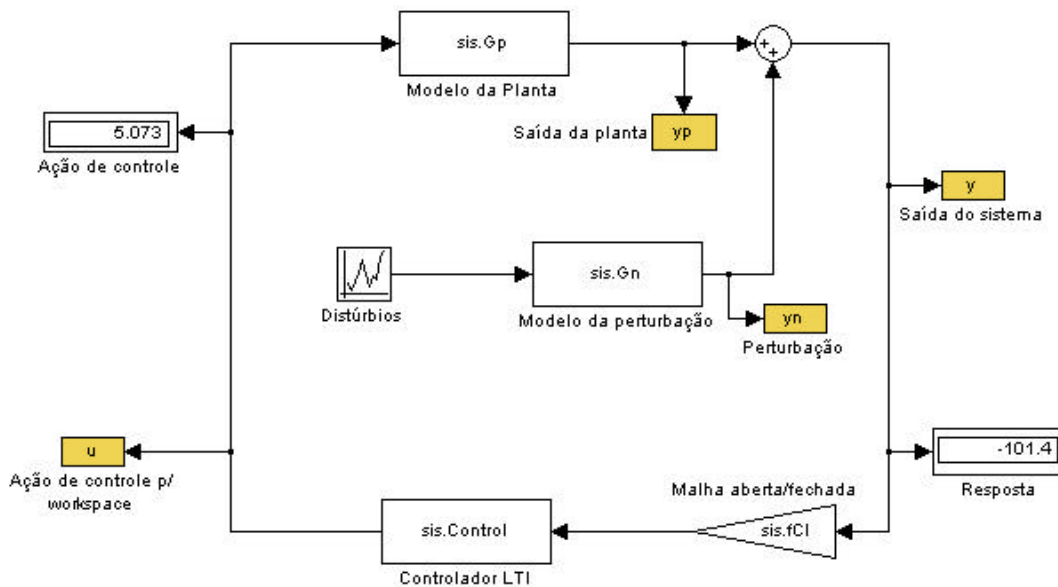 sis.Gp
Modelo da Planta
5.073
Ação de controle
Saída da planta
yp
y
Saída do sistema
sis.Gn
Distúrbios
Modelo da perturbação
yn
Perturbação
u
Ação de controle p/
workspace
-101.4
Resposta
Malha aberta/fechada
sis.fCl
sis.Control
Controlador LTI